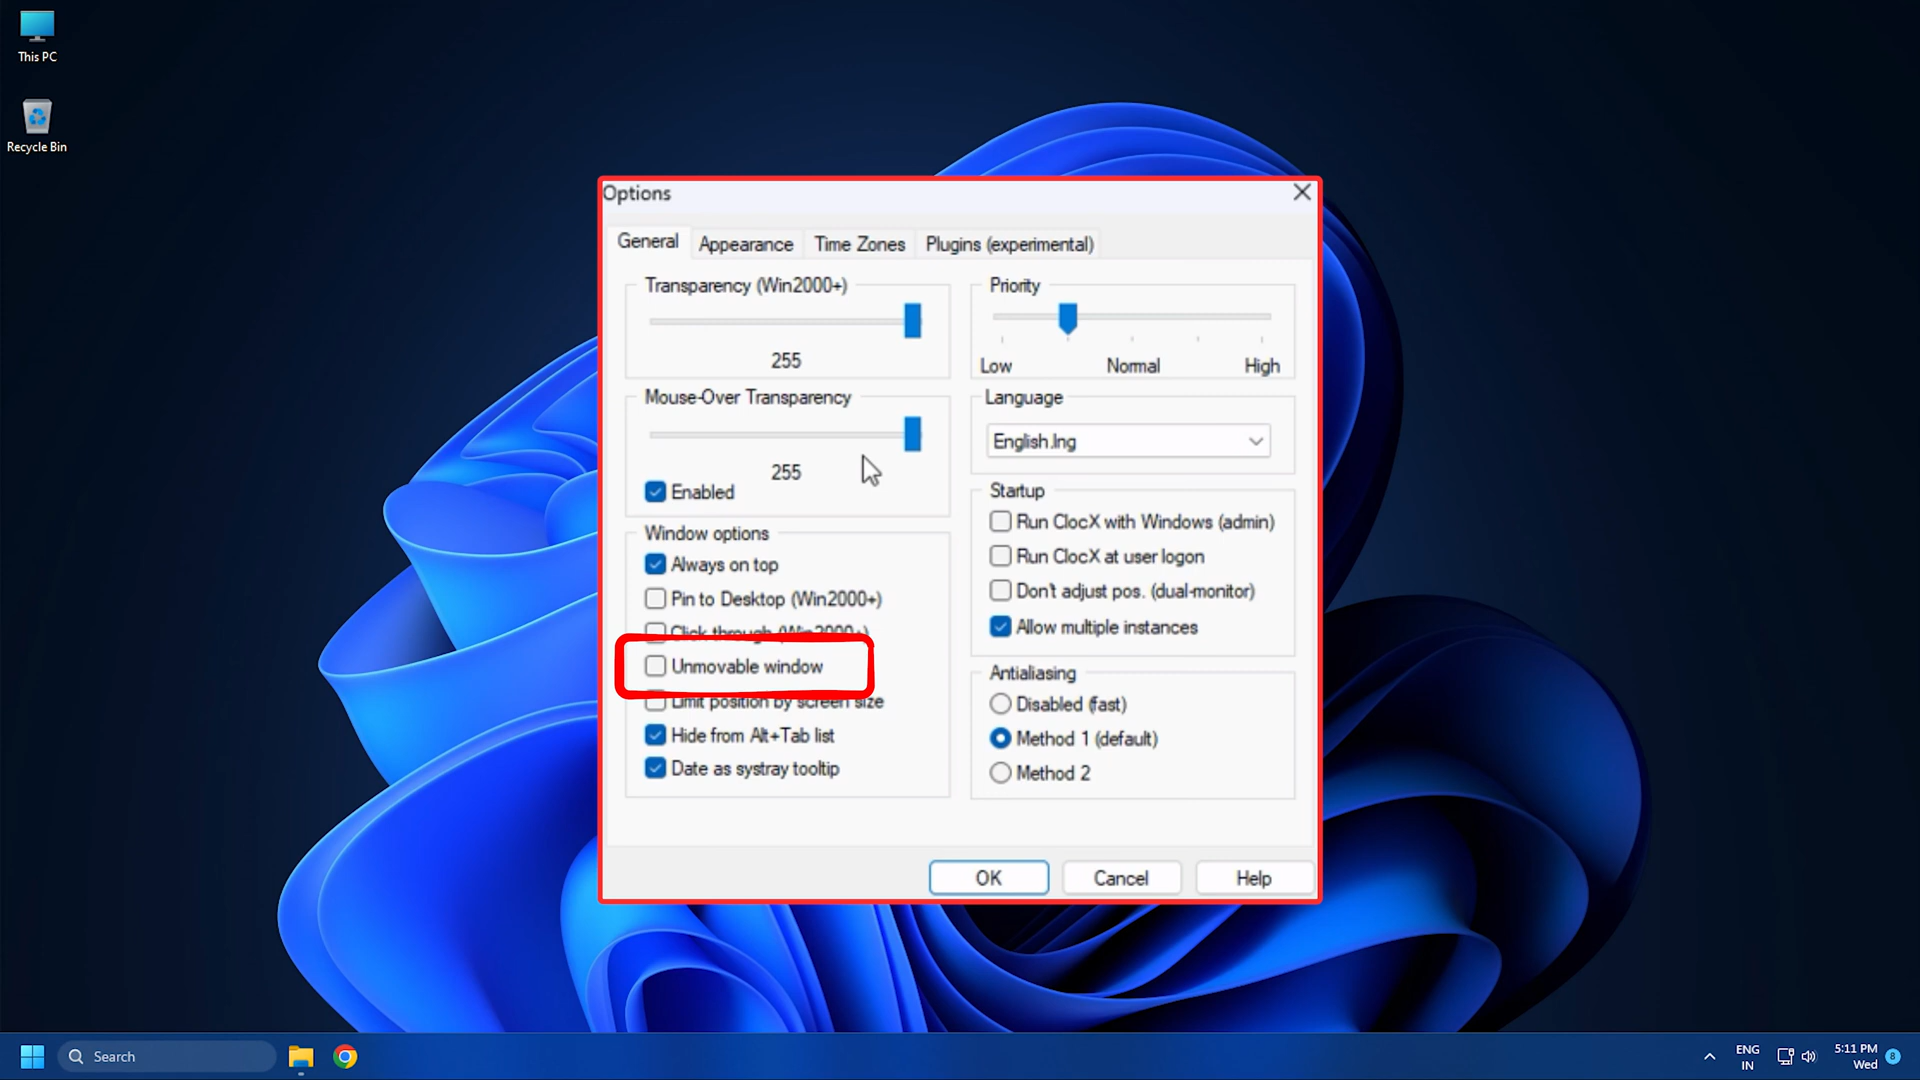 This PC
Recycle Bin
Options
General
Appearance
Time Zones
Plugins (experimental)
Transparency (Win2000+)
255
Mouse-Over Transparency
255
Enabled
Window options
Always on top
Pin to Desktop (Win2000+)
Click through (Win2000+)
Unmovable window
Limit position by screen size
Hide from Alt+Tab list
Date as systray tooltip
Priority
Low Normal High
Language
English.lng
Startup
Run ClocX with Windows (admin)
Run ClocX at user logon
Don't adjust pos. (dual-monitor)
Allow multiple instances
Antialiasing
Disabled (fast)
Method 1 (default)
Method 2
OK
Cancel
Help
Search
ENG
IN
5:11 PM
Wed
8